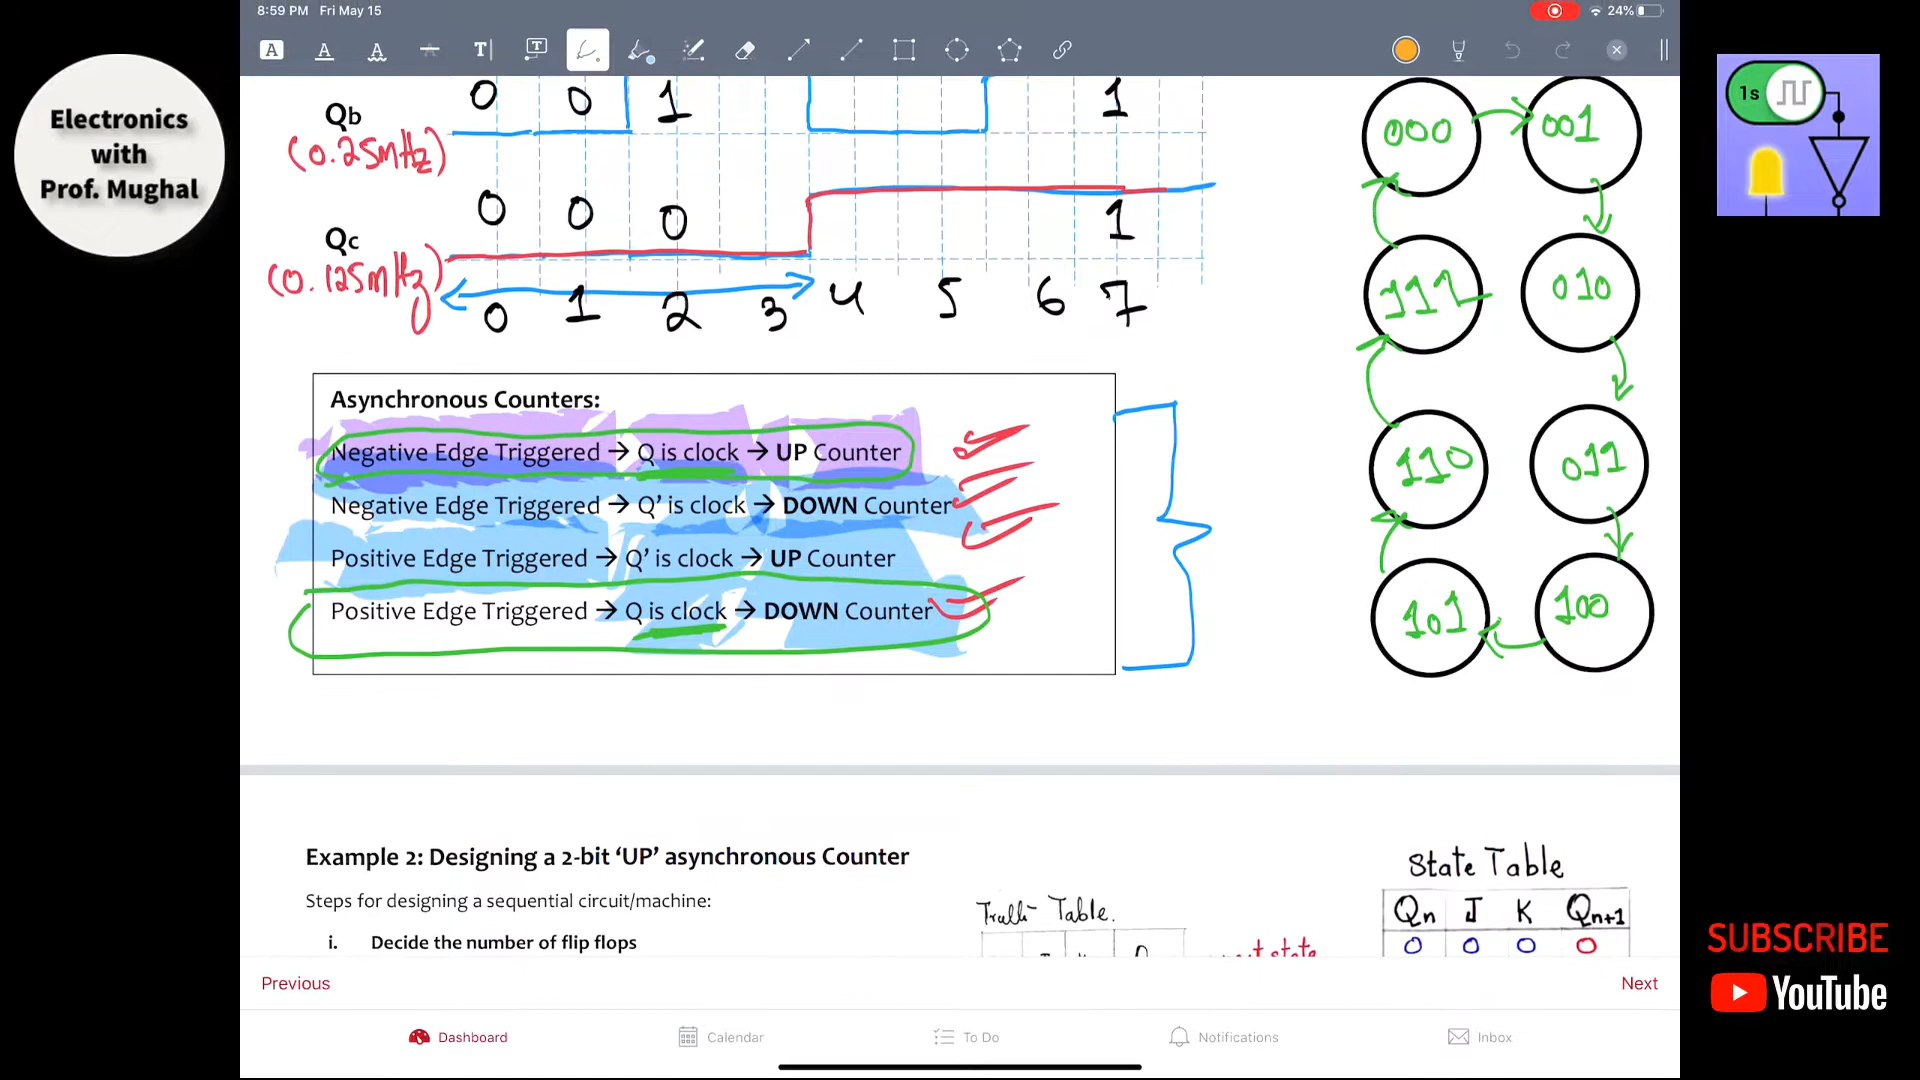 8:59 PM Fri May 15
24%
Electronics
with
Prof. Mughal
1s
Qb
0 0 1 1
(0.25mHz)
0 0 0 1
Qc
(0.125mHz)
0 1 2 3 4 5 6 7
000 001
111 010
110 011
101 100
Asynchronous Counters:
Negative Edge Triggered → Q is clock → UP Counter
Negative Edge Triggered → Q’ is clock → DOWN Counter
Positive Edge Triggered → Q’ is clock → UP Counter
Positive Edge Triggered → Q is clock → DOWN Counter
Example 2: Designing a 2-bit ‘UP’ asynchronous Counter
Steps for designing a sequential circuit/machine:
i. Decide the number of flip flops
Truth Table.
State Table
Qn J K Qn+1
0 0 0 0
state
Previous
Next
Dashboard
Calendar
To Do
Notifications
Inbox
SUBSCRIBE
YouTube